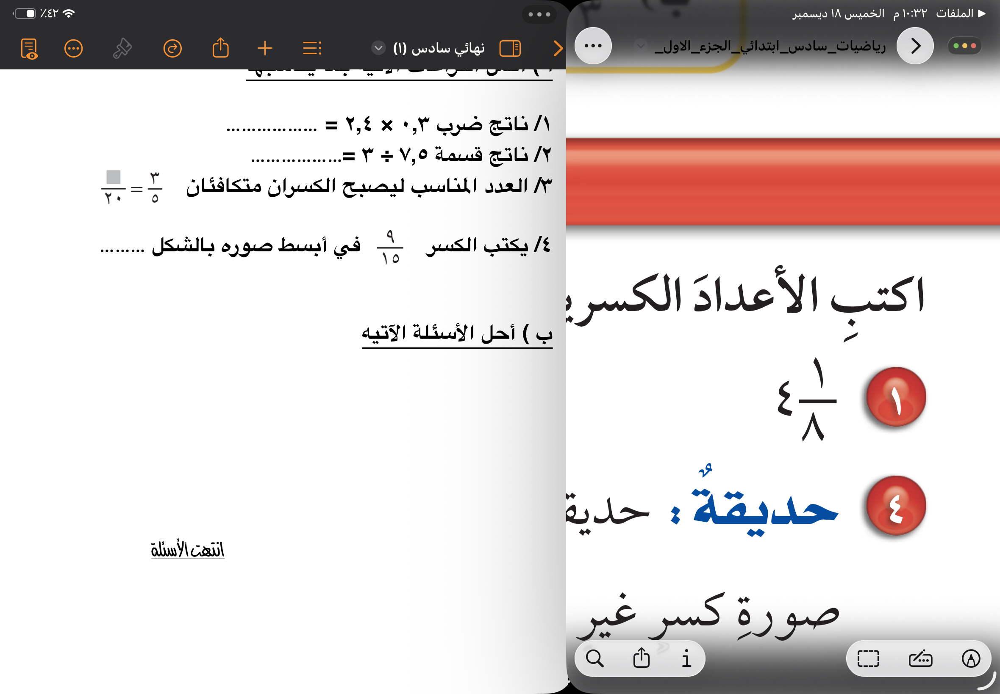 ◀ الملفات ١٠:٣٢ م الخميس ١٨ ديسمبر
٪٤٢
رياضيات_سادس_ابتدائي_الجزء_الاول_
اكتبِ الأعدادَ الكسري
١ ٤ ١/٨
٤ حديقةٌ : حديق
صورةِ كسرٍ غيرِ
نهائي سادس (١)
١/ ناتج ضرب ٠,٣ × ٢,٤ = ..................
٢/ ناتج قسمة ٧,٥ ÷ ٣ =..................
٣/ العدد المناسب ليصبح الكسران متكافئان ٣/٥ = □/٢٠
٤/ يكتب الكسر ٩/١٥ في أبسط صوره بالشكل .........
ب ) أحل الأسئلة الآتيه
انتهت الأسئلة